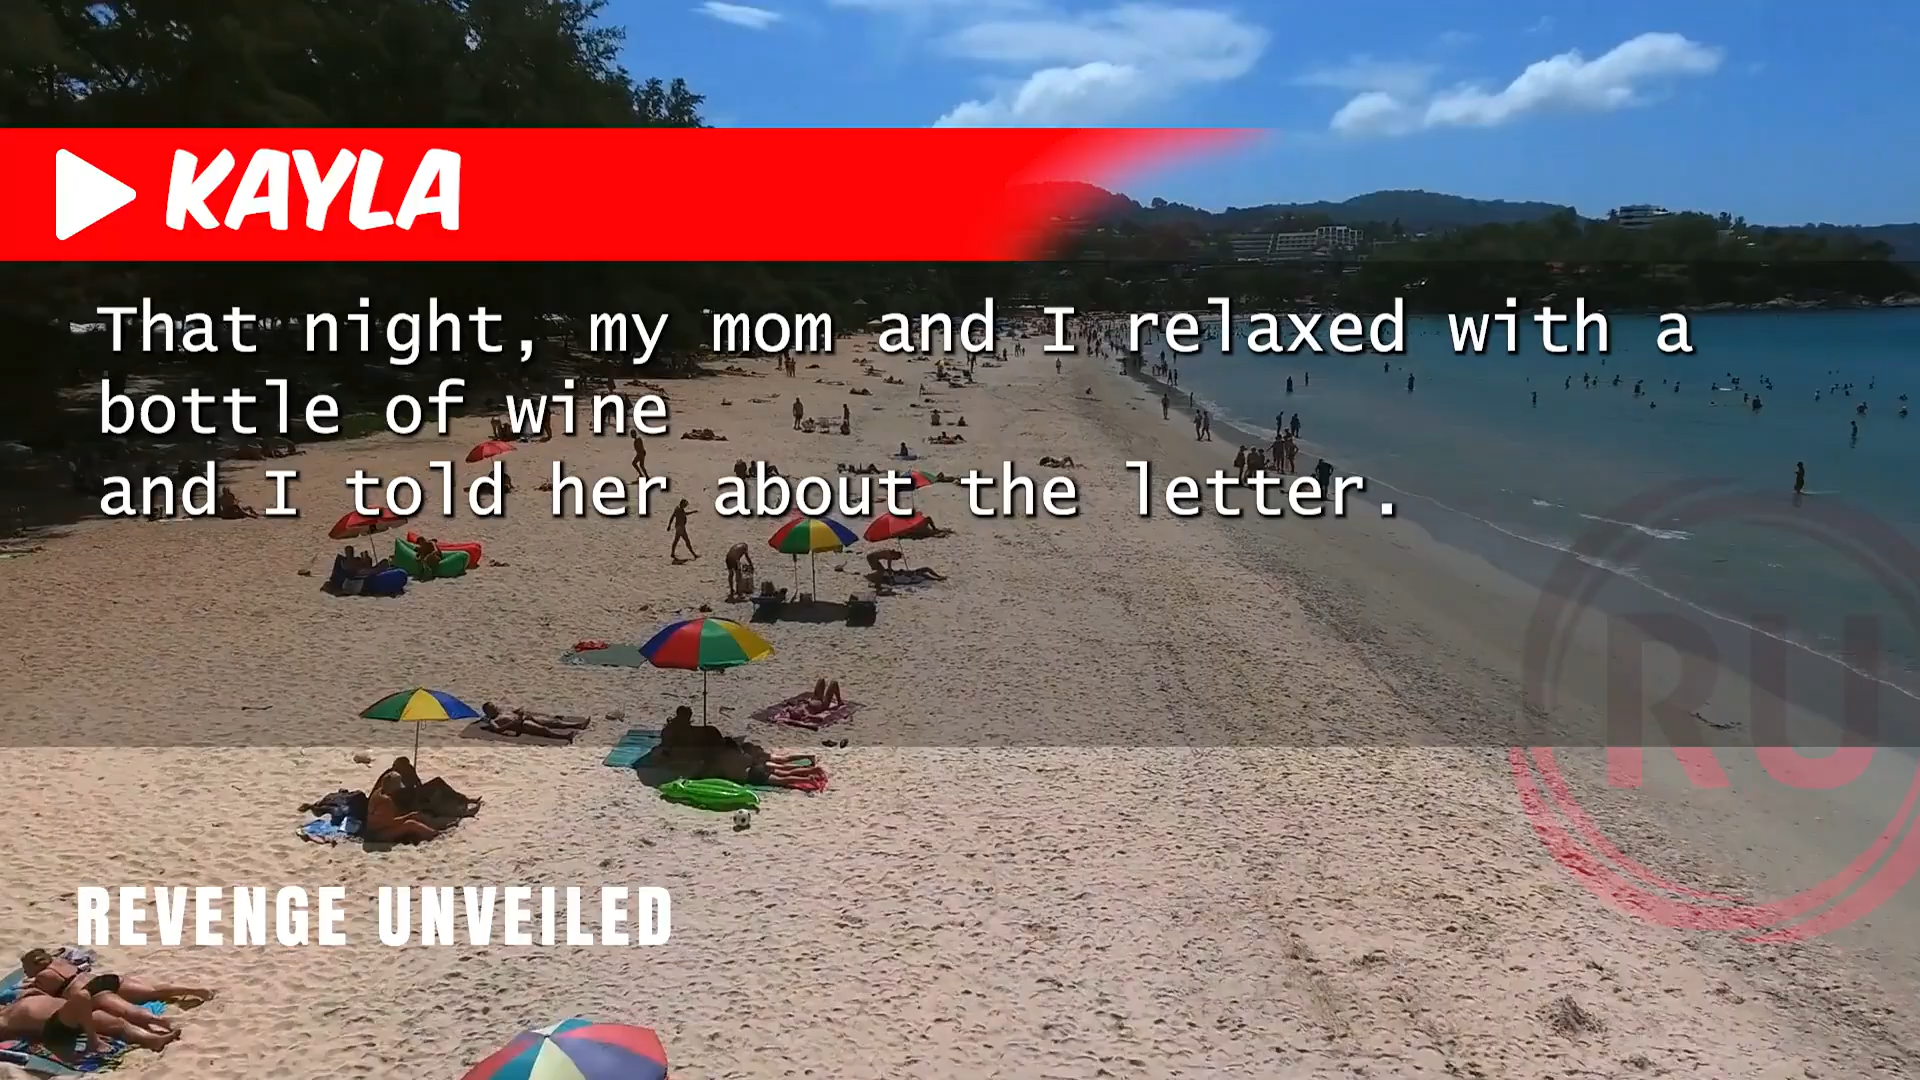 KAYLA
That night, my mom and I relaxed with a
bottle of wine
and I told her about the letter.
RU
REVENGE UNVEILED